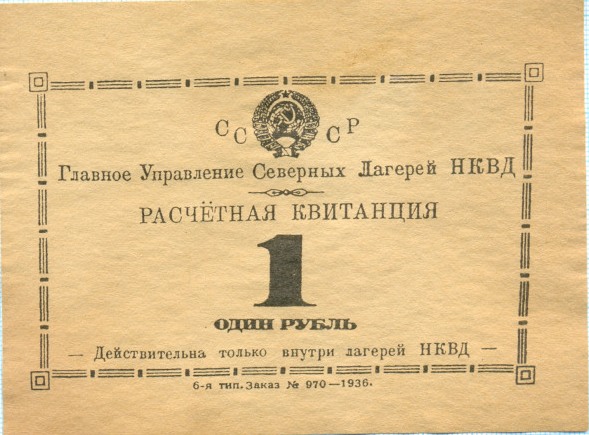 СССР
Главное Управление Северных Лагерей НКВД
РАСЧЁТНАЯ КВИТАНЦИЯ
1
ОДИН РУБЛЬ
— Действительна только внутри лагерей НКВД —
6-я тип. Заказ № 970—1936.